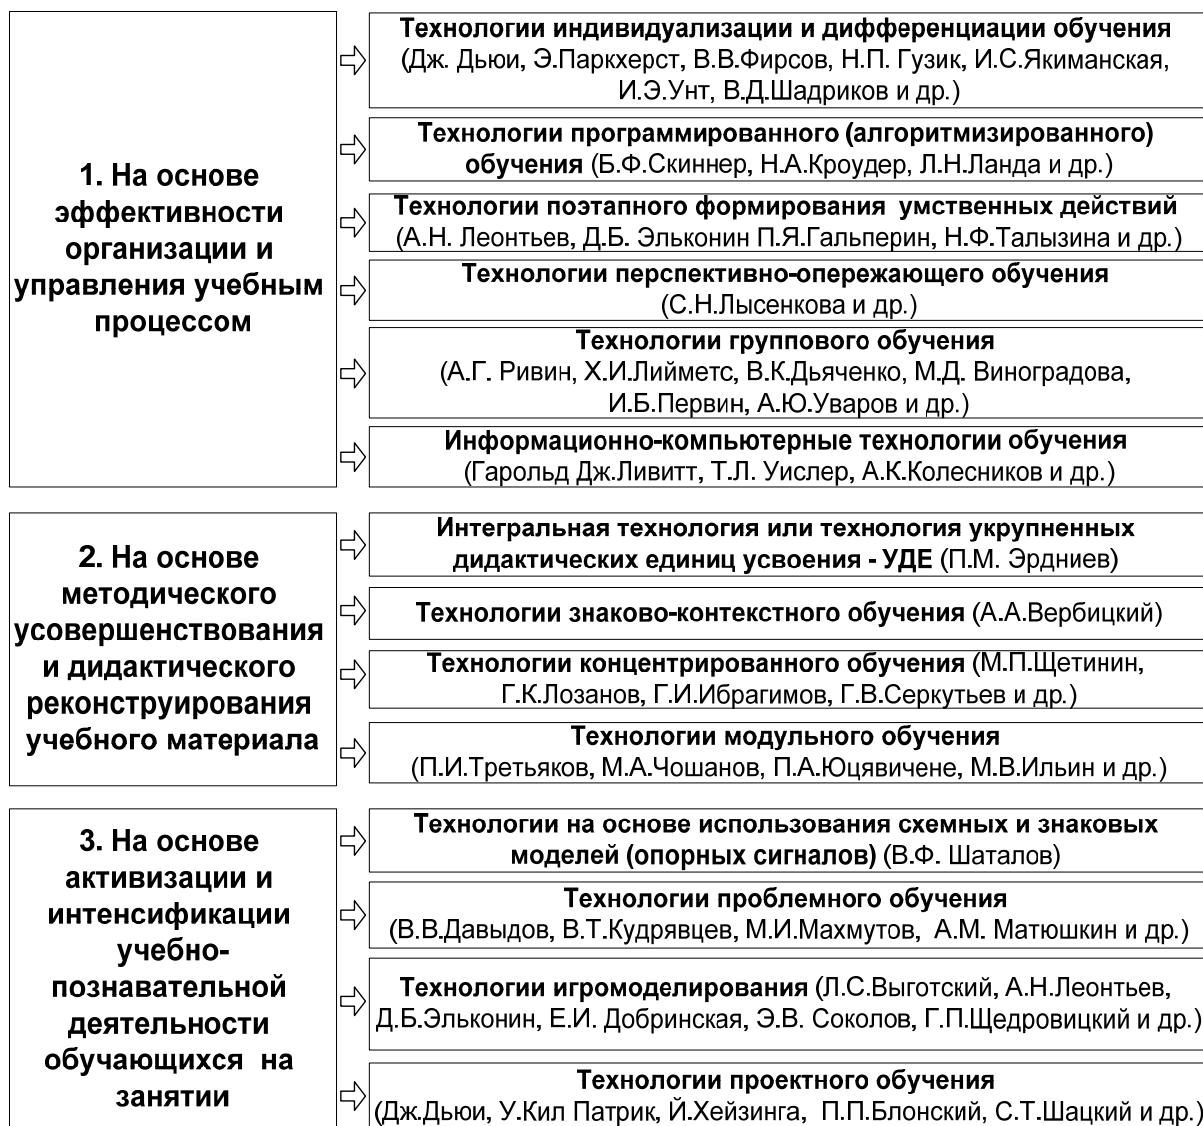 1. На основе
эффективности
организации и
управления учебным
процессом
Технологии индивидуализации и дифференциации обучения
(Дж. Дьюи, Э.Паркхерст, В.В.Фирсов, Н.П. Гузик, И.С.Якиманская,
И.Э.Унт, В.Д.Шадриков и др.)
Технологии программированного (алгоритмизированного)
обучения (Б.Ф.Скиннер, Н.А.Кроудер, Л.Н.Ланда и др.)
Технологии поэтапного формирования умственных действий
(А.Н. Леонтьев, Д.Б. Эльконин П.Я.Гальперин, Н.Ф.Талызина и др.)
Технологии перспективно-опережающего обучения
(С.Н.Лысенкова и др.)
Технологии группового обучения
(А.Г. Ривин, Х.И.Лийметс, В.К.Дьяченко, М.Д. Виноградова,
И.Б.Первин, А.Ю.Уваров и др.)
Информационно-компьютерные технологии обучения
(Гарольд Дж.Ливитт, Т.Л. Уислер, А.К.Колесников и др.)
2. На основе
методического
усовершенствования
и дидактического
реконструирования
учебного материала
Интегральная технология или технология укрупненных
дидактических единиц усвоения - УДЕ (П.М. Эрдниев)
Технологии знаково-контекстного обучения (А.А.Вербицкий)
Технологии концентрированного обучения (М.П.Щетинин,
Г.К.Лозанов, Г.И.Ибрагимов, Г.В.Серкутьев и др.)
Технологии модульного обучения
(П.И.Третьяков, М.А.Чошанов, П.А.Юцявичене, М.В.Ильин и др.)
3. На основе
активизации и
интенсификации
учебно-
познавательной
деятельности
обучающихся на
занятии
Технологии на основе использования схемных и знаковых
моделей (опорных сигналов) (В.Ф. Шаталов)
Технологии проблемного обучения
(В.В.Давыдов, В.Т.Кудрявцев, М.И.Махмутов, А.М. Матюшкин и др.)
Технологии игромоделирования (Л.С.Выготский, А.Н.Леонтьев,
Д.Б.Эльконин, Е.И. Добринская, Э.В. Соколов, Г.П.Щедровицкий и др.)
Технологии проектного обучения
(Дж.Дьюи, У.Кил Патрик, Й.Хейзинга, П.П.Блонский, С.Т.Шацкий и др.)